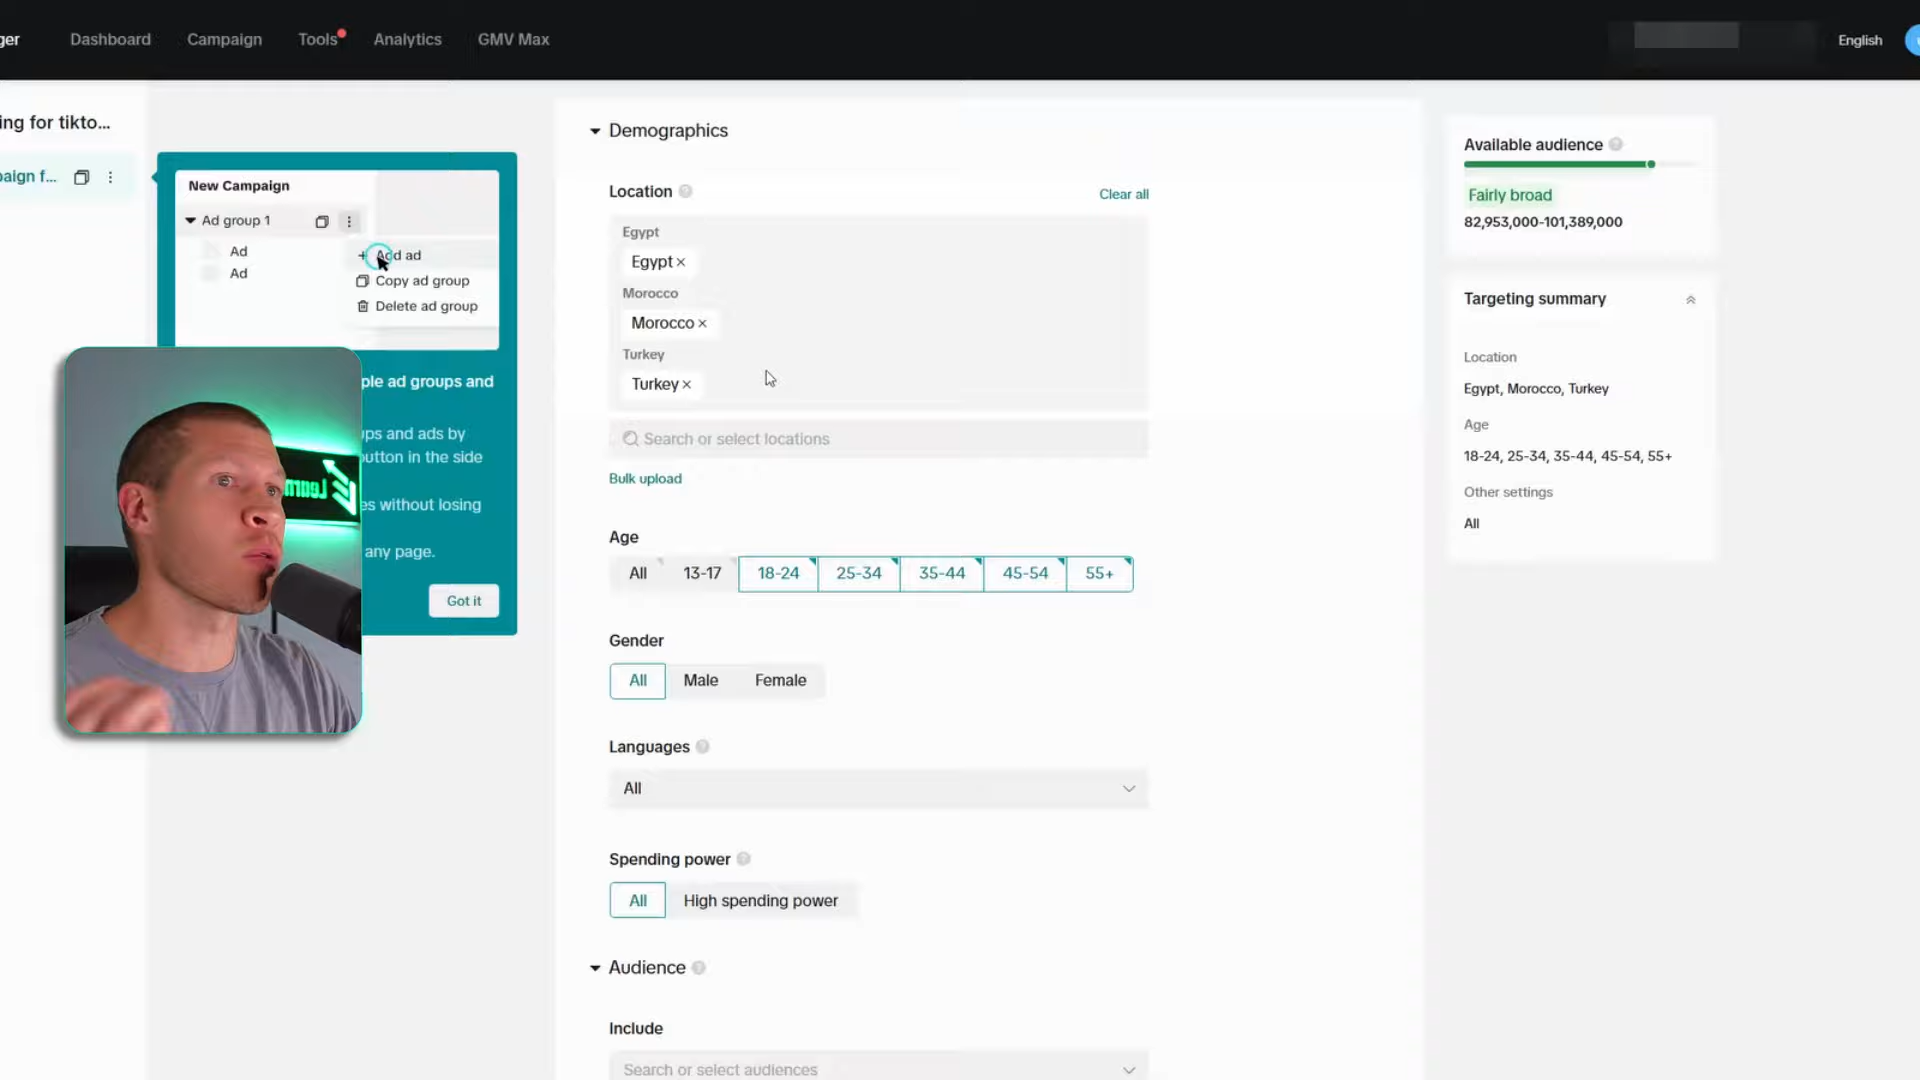 ger
Dashboard
Campaign
Tools
Analytics
GMV Max
English
ing for tikto...
paign f...
New Campaign
Ad group 1
Ad
Ad
+ Add ad
Copy ad group
Delete ad group
ple ad groups and
ups and ads by
utton in the side
es without losing
any page.
Got it
Learn
Demographics
Location
Clear all
Egypt
Egypt ×
Morocco
Morocco ×
Turkey
Turkey ×
Search or select locations
Bulk upload
Age
All
13-17
18-24
25-34
35-44
45-54
55+
Gender
All
Male
Female
Languages
All
Spending power
All
High spending power
Audience
Include
Search or select audiences
Available audience
Fairly broad
82,953,000-101,389,000
Targeting summary
Location
Egypt, Morocco, Turkey
Age
18-24, 25-34, 35-44, 45-54, 55+
Other settings
All